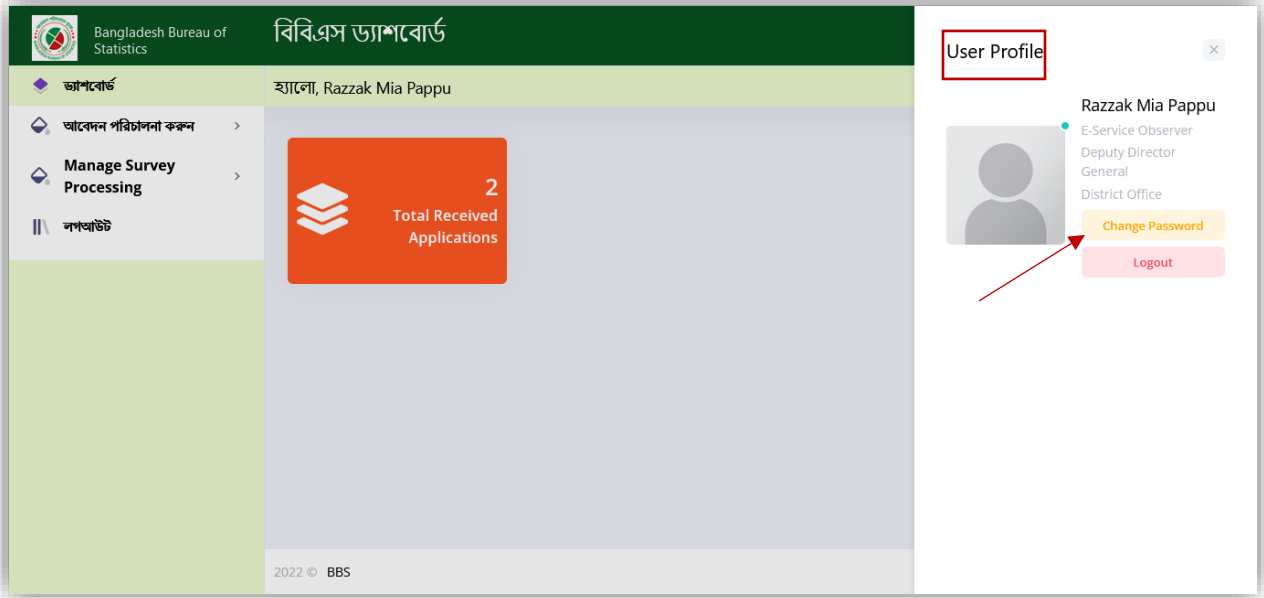 Bangladesh Bureau of
Statistics
বিবিএস ড্যাশবোর্ড
ড্যাশবোর্ড
আবেদন পরিচালনা করুন
Manage Survey
Processing
লগআউট
হ্যালো, Razzak Mia Pappu
2
Total Received
Applications
2022 © BBS
User Profile
Razzak Mia Pappu
E-Service Observer
Deputy Director
General
District Office
Change Password
Logout